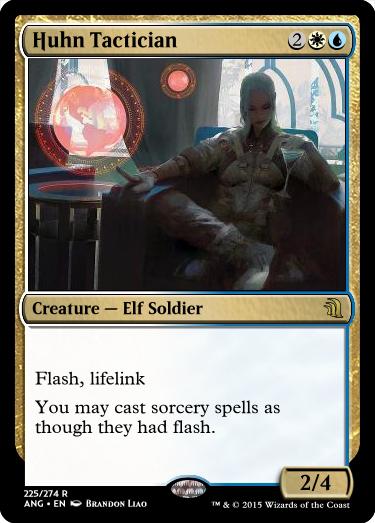 Huhn Tactician 2
Creature — Elf Soldier
Flash, lifelink
You may cast sorcery spells as
though they had flash.
2/4
225/274 R
ANG • EN Brandon Liao ™ & © 2015 Wizards of the Coast